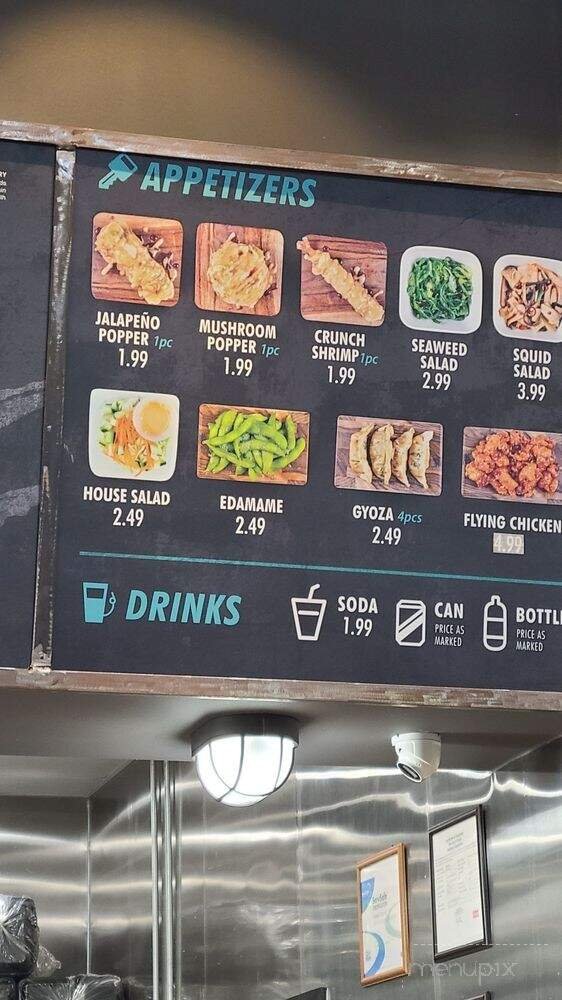 APPETIZERS
JALAPEÑO
POPPER 1pc
1.99
MUSHROOM
POPPER 1pc
1.99
CRUNCH
SHRIMP 1pc
1.99
SEAWEED
SALAD
2.99
SQUID
SALAD
3.99
HOUSE SALAD
2.49
EDAMAME
2.49
GYOZA 4pcs
2.49
FLYING CHICKEN
4.99
DRINKS
SODA
1.99
CAN
PRICE AS
MARKED
BOTTL
PRICE AS
MARKED
menupix